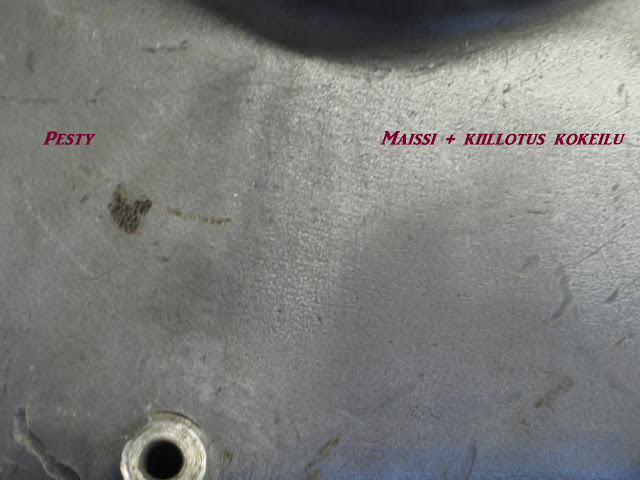 Pesty
Maissi + kiillotus kokeilu